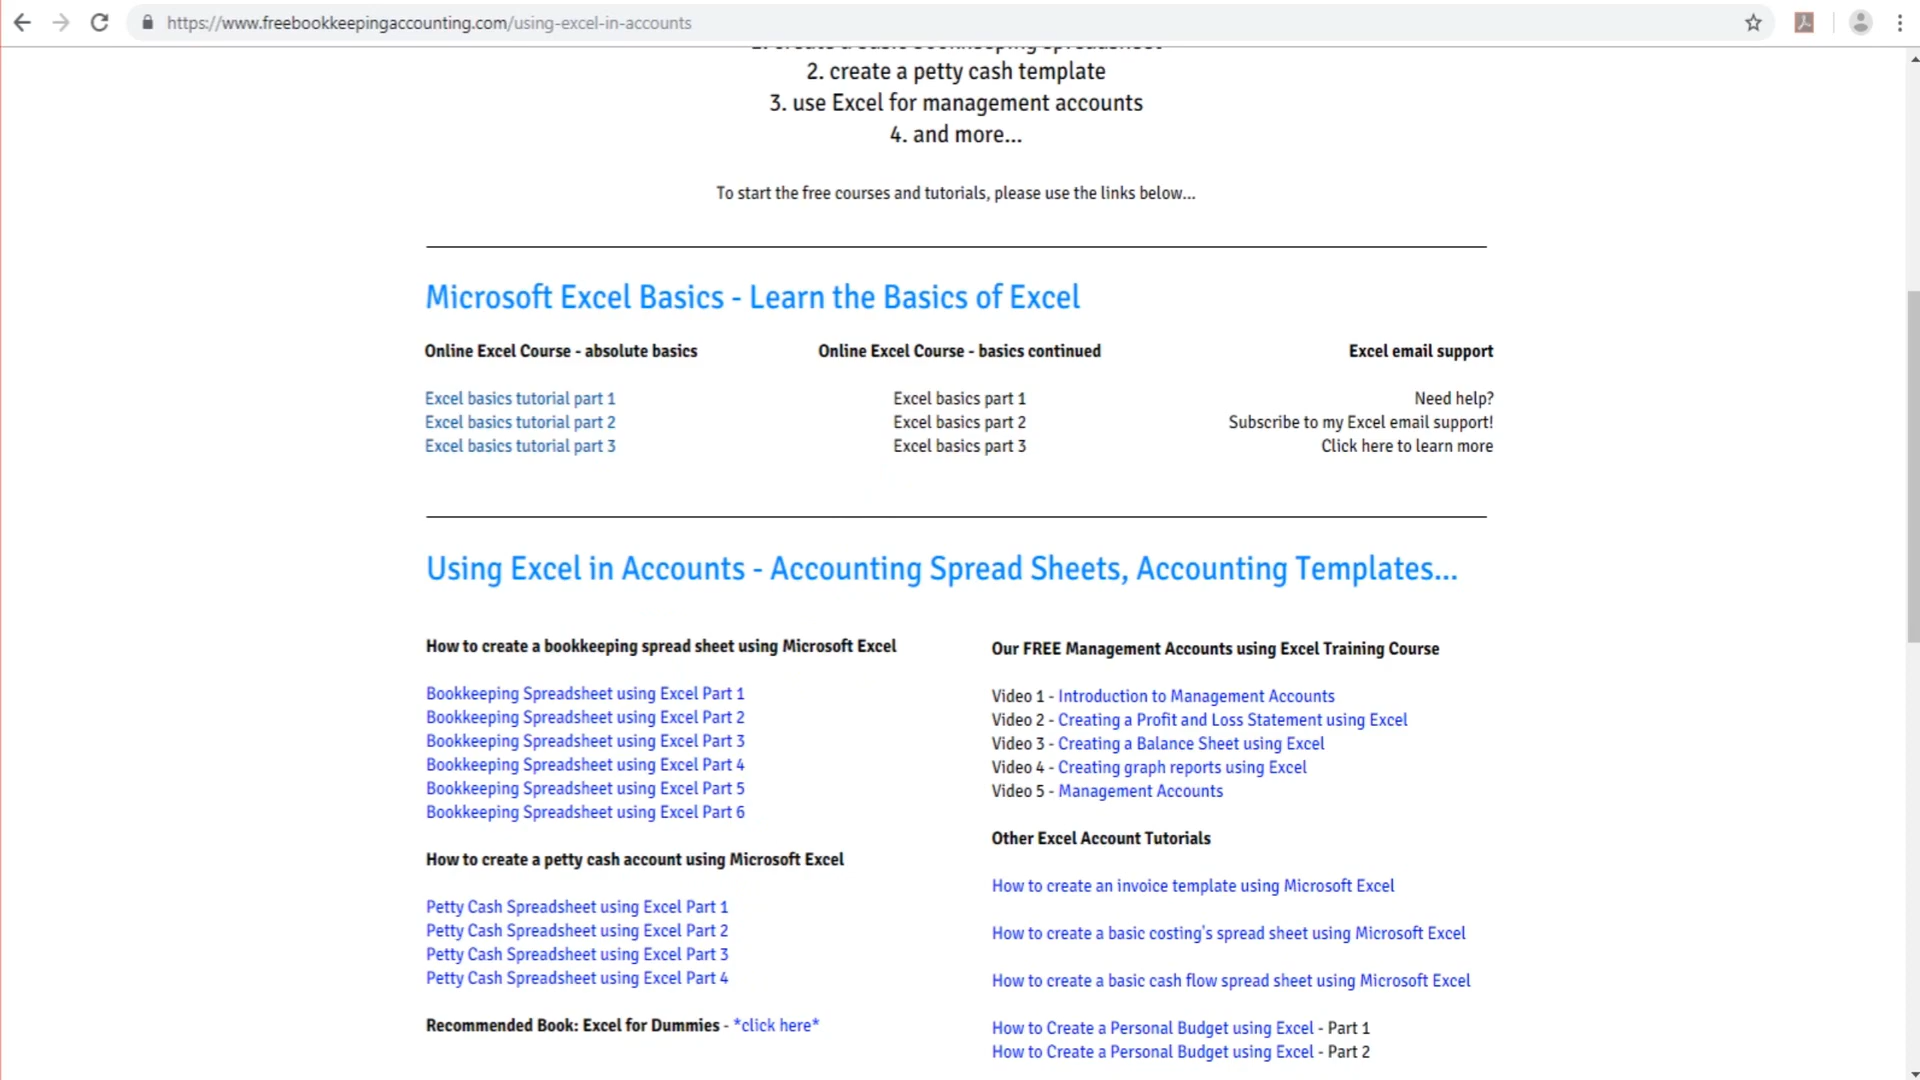 https://www.freebookkeepingaccounting.com/using-excel-in-accounts
1. create a basic bookkeeping spreadsheet
2. create a petty cash template
3. use Excel for management accounts
4. and more...
To start the free courses and tutorials, please use the links below...
Microsoft Excel Basics - Learn the Basics of Excel
Online Excel Course - absolute basics
Excel basics tutorial part 1
Excel basics tutorial part 2
Excel basics tutorial part 3
Online Excel Course - basics continued
Excel basics part 1
Excel basics part 2
Excel basics part 3
Excel email support
Need help?
Subscribe to my Excel email support!
Click here to learn more
Using Excel in Accounts - Accounting Spread Sheets, Accounting Templates...
How to create a bookkeeping spread sheet using Microsoft Excel
Bookkeeping Spreadsheet using Excel Part 1
Bookkeeping Spreadsheet using Excel Part 2
Bookkeeping Spreadsheet using Excel Part 3
Bookkeeping Spreadsheet using Excel Part 4
Bookkeeping Spreadsheet using Excel Part 5
Bookkeeping Spreadsheet using Excel Part 6
How to create a petty cash account using Microsoft Excel
Petty Cash Spreadsheet using Excel Part 1
Petty Cash Spreadsheet using Excel Part 2
Petty Cash Spreadsheet using Excel Part 3
Petty Cash Spreadsheet using Excel Part 4
Recommended Book: Excel for Dummies - *click here*
Our FREE Management Accounts using Excel Training Course
Video 1 - Introduction to Management Accounts
Video 2 - Creating a Profit and Loss Statement using Excel
Video 3 - Creating a Balance Sheet using Excel
Video 4 - Creating graph reports using Excel
Video 5 - Management Accounts
Other Excel Account Tutorials
How to create an invoice template using Microsoft Excel
How to create a basic costing's spread sheet using Microsoft Excel
How to create a basic cash flow spread sheet using Microsoft Excel
How to Create a Personal Budget using Excel - Part 1
How to Create a Personal Budget using Excel - Part 2